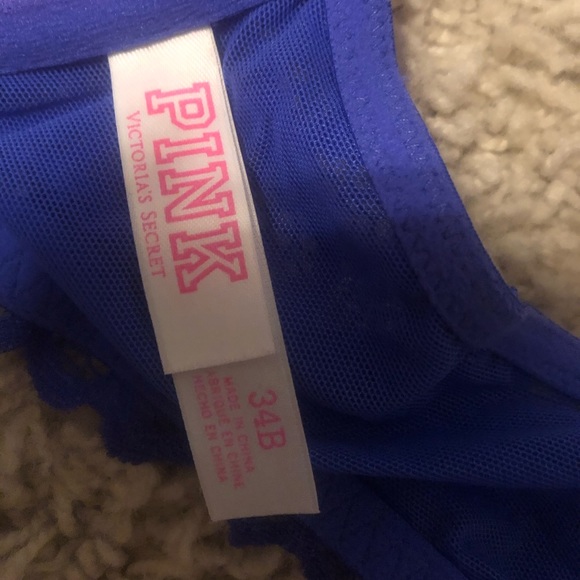 PINK
VICTORIA'S SECRET
34B
MADE IN CHINA
FABRIQUÉ EN CHINE
HECHO EN CHINA